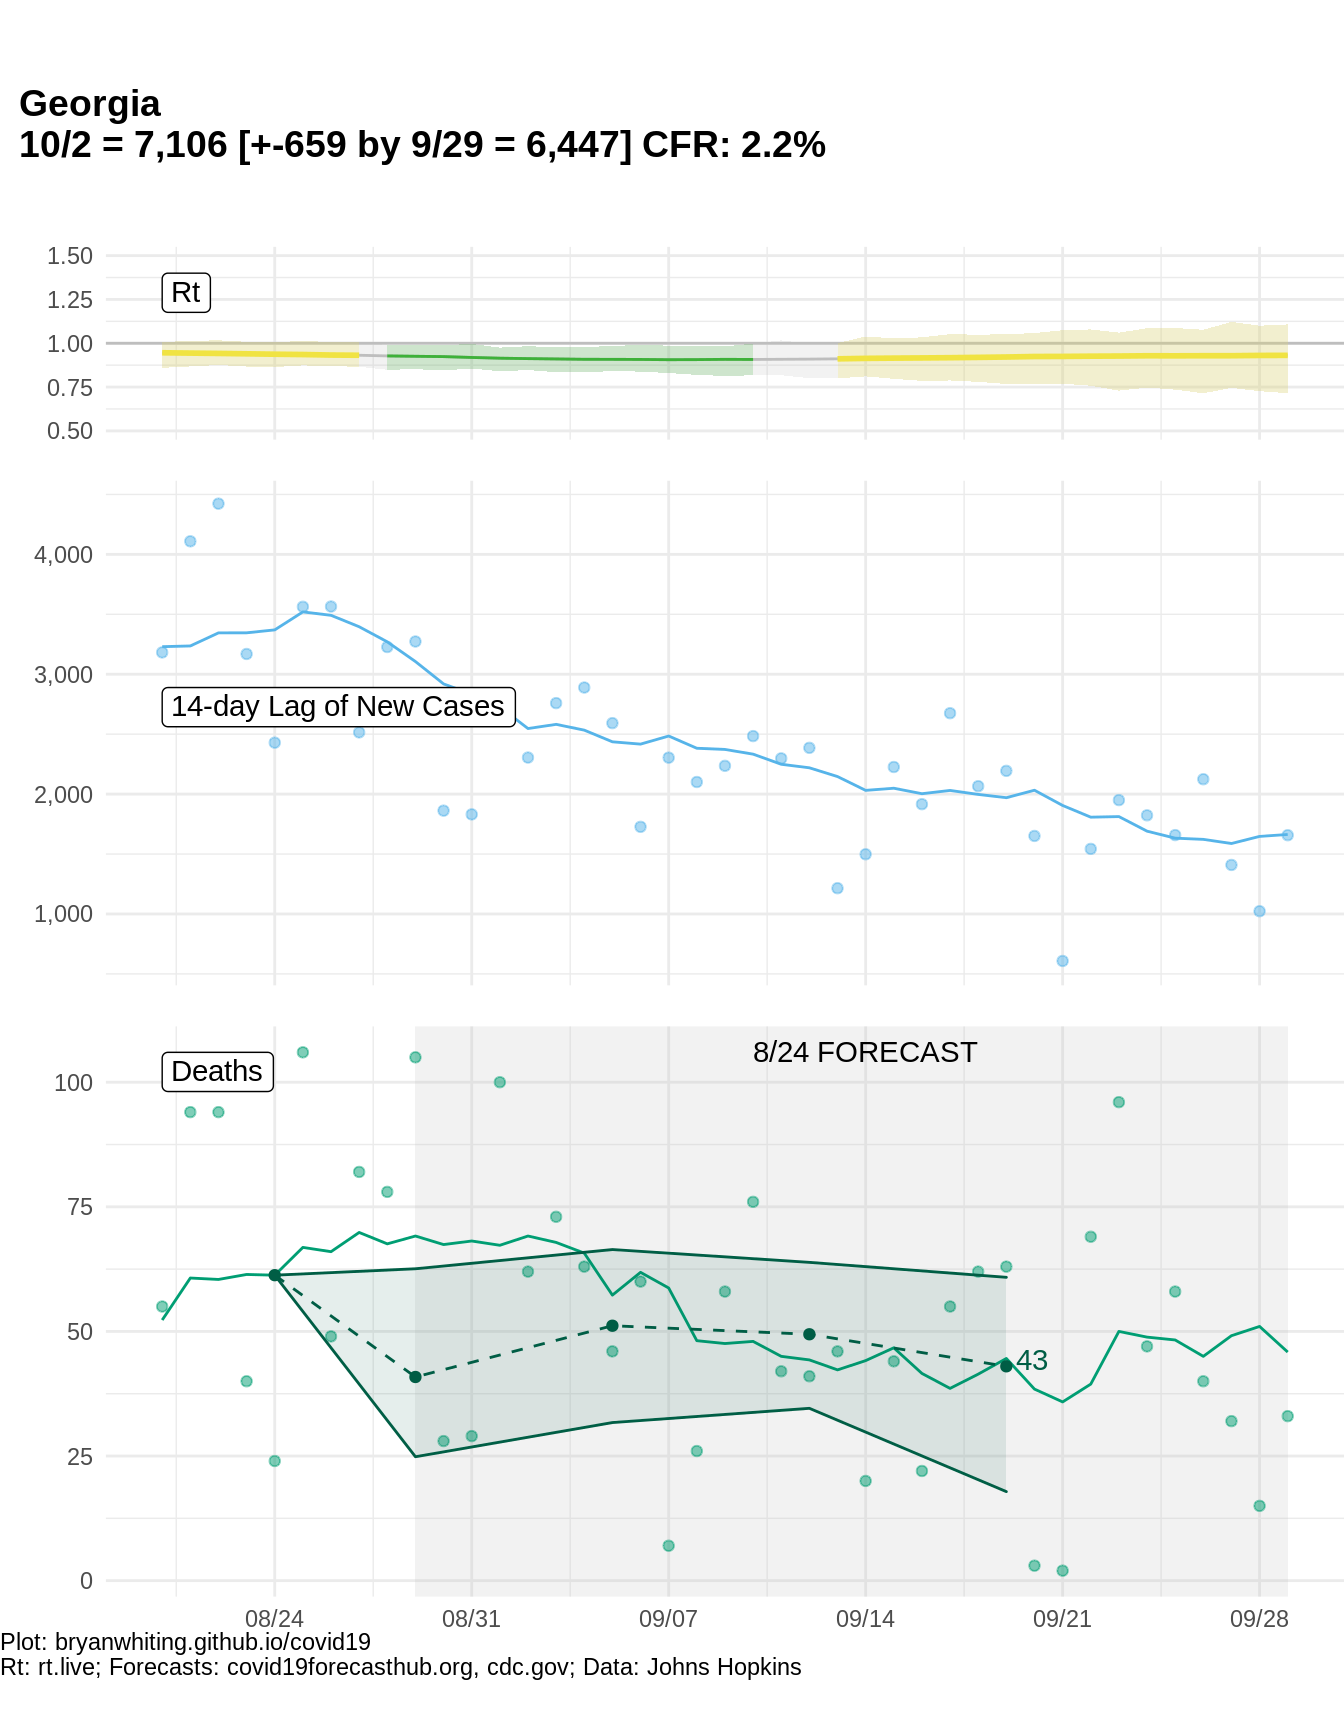 Georgia
10/2 = 7,106 [+-659 by 9/29 = 6,447] CFR: 2.2%
1.50
Rt
1.25
1.00
0.75
0.50
4,000
3,000
14-day Lag of New Cases
2,000
1,000
8/24 FORECAST
Deaths
100
75
50
43
25
0
08/24 08/31 09/07 09/14 09/21 09/28
Plot: bryanwhiting.github.io/covid19
Rt: rt.live; Forecasts: covid19forecasthub.org, cdc.gov; Data: Johns Hopkins